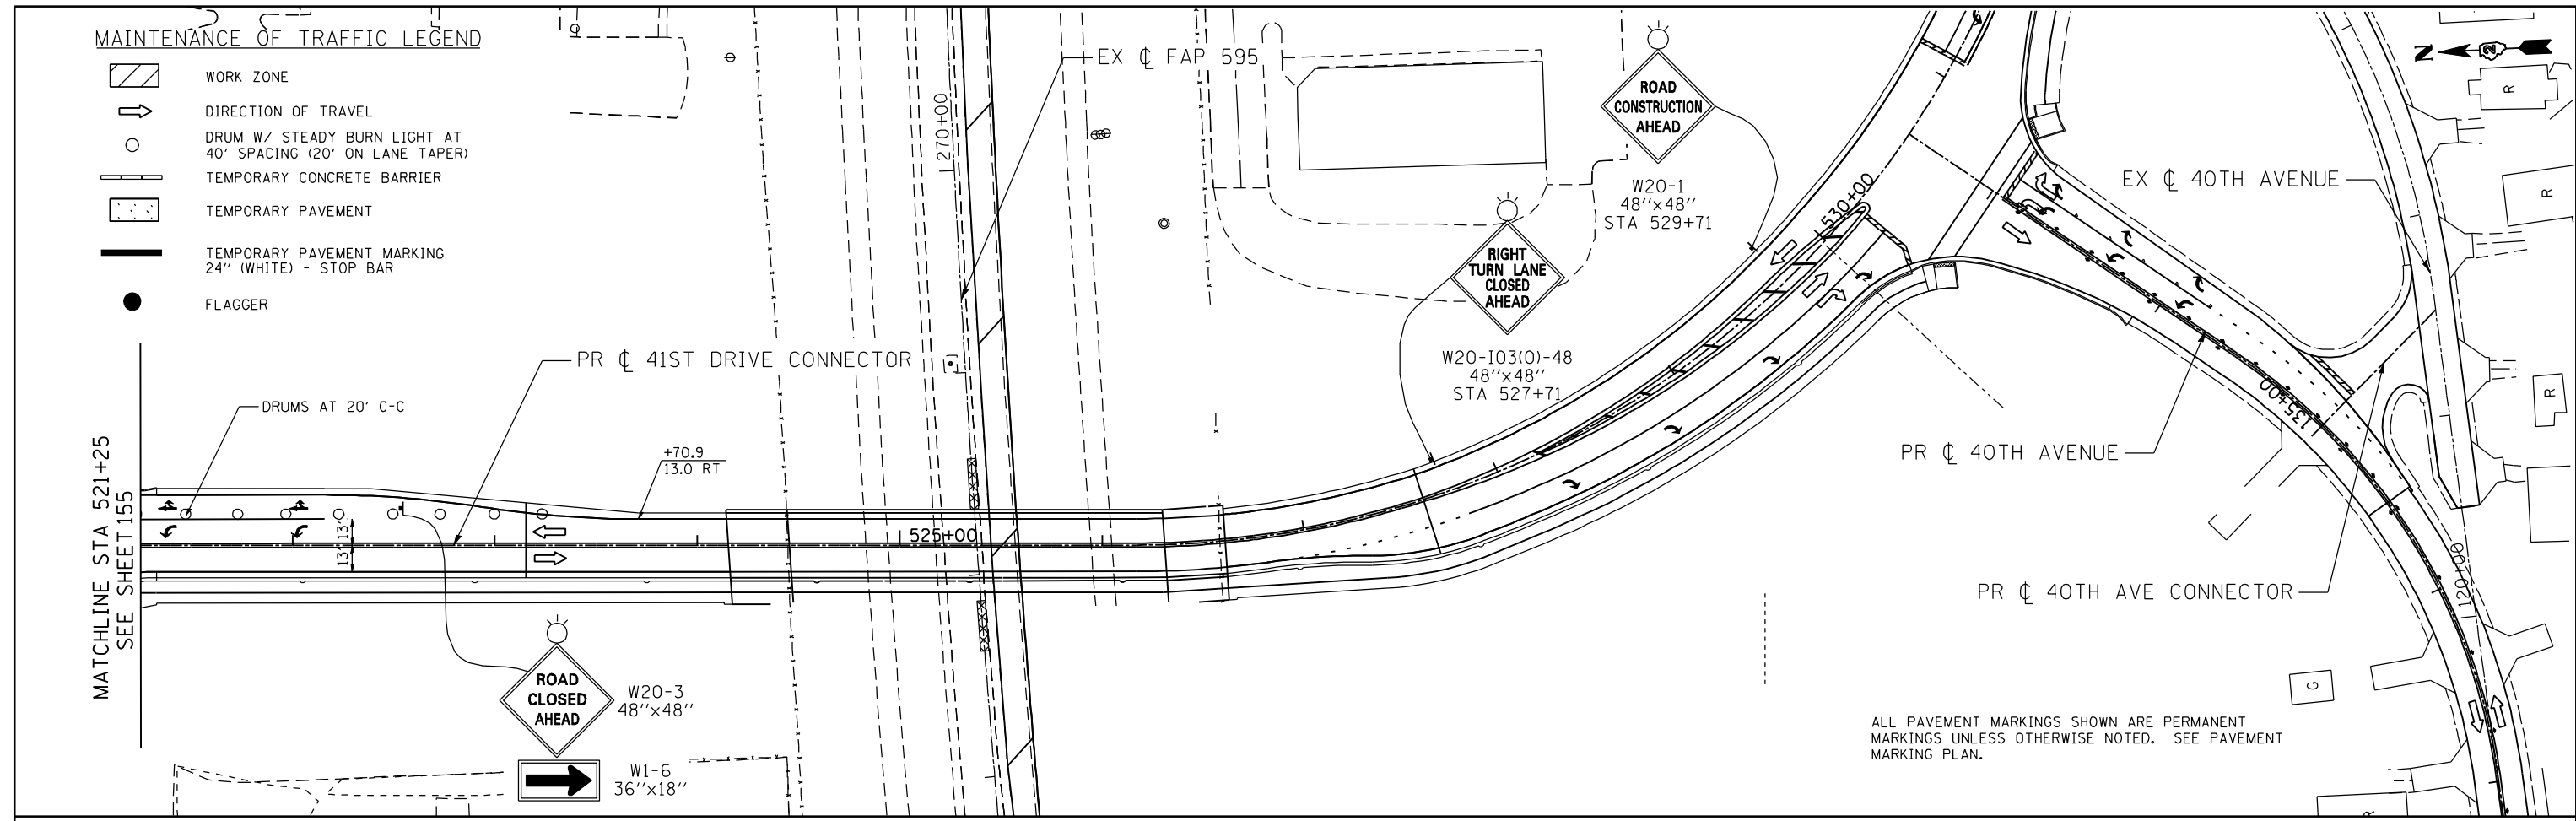 MAINTENANCE OF TRAFFIC LEGEND
WORK ZONE
DIRECTION OF TRAVEL
DRUM W/ STEADY BURN LIGHT AT
40' SPACING (20' ON LANE TAPER)
TEMPORARY CONCRETE BARRIER
TEMPORARY PAVEMENT
TEMPORARY PAVEMENT MARKING
24" (WHITE) - STOP BAR
FLAGGER
MATCHLINE STA 521+25
SEE SHEET 155
DRUMS AT 20' C-C
PR ℄ 41ST DRIVE CONNECTOR
+70.9
13.0 RT
13'
13'
525+00
270+00
EX ℄ FAP 595
ROAD
CLOSED
AHEAD
W20-3
48"x48"
W1-6
36"x18"
RIGHT
TURN LANE
CLOSED
AHEAD
W20-I03(O)-48
48"x48"
STA 527+71
ROAD
CONSTRUCTION
AHEAD
W20-1
48"x48"
STA 529+71
530+00
EX ℄ 40TH AVENUE
PR ℄ 40TH AVENUE
PR ℄ 40TH AVE CONNECTOR
135+00
120+00
N
2
R
R
R
G
R
ALL PAVEMENT MARKINGS SHOWN ARE PERMANENT
MARKINGS UNLESS OTHERWISE NOTED. SEE PAVEMENT
MARKING PLAN.